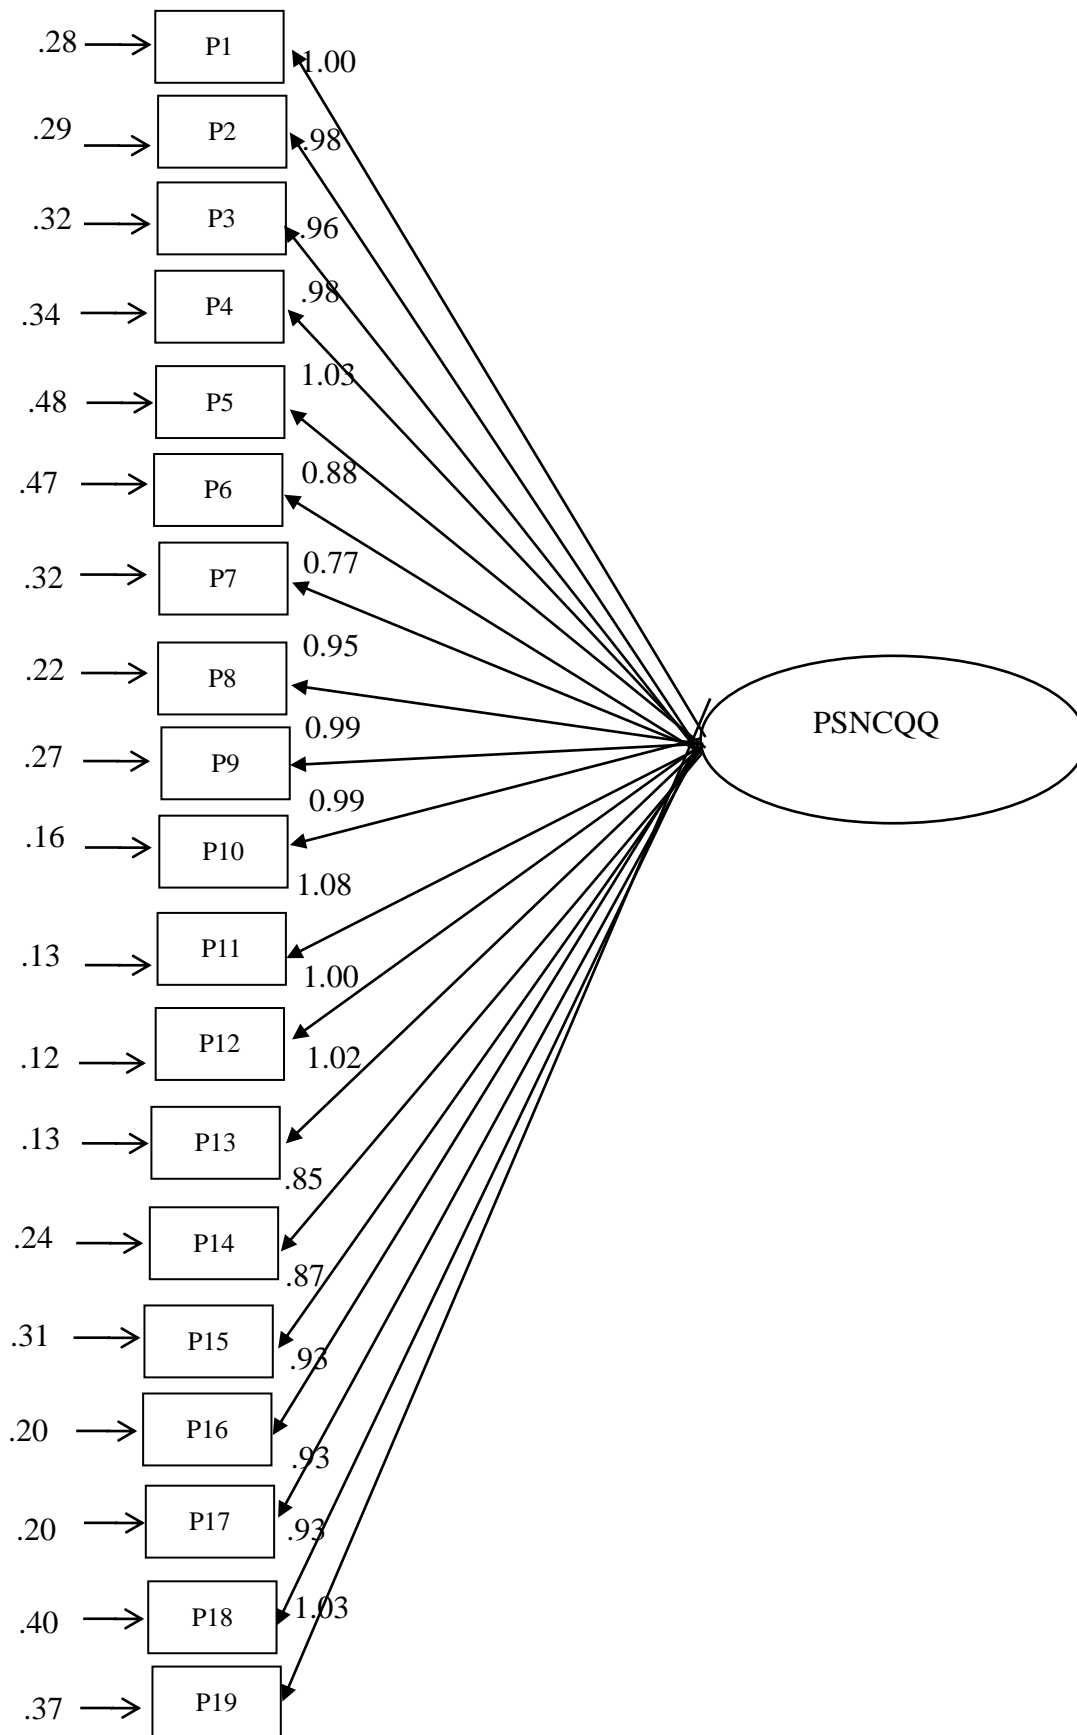 .28 P1 1.00
.29 P2 .98
.32 P3 .96
.34 P4 .98
.48 P5 1.03
.47 P6 0.88
.32 P7 0.77
.22 P8 0.95
PSNCQQ
.27 P9 0.99
.16 P10 0.99
1.08
.13 P11 1.00
.12 P12 1.02
.13 P13 .85
.24 P14 .87
.31 P15 .93
.20 P16 .93
.20 P17 .93
.40 P18 1.03
.37 P19